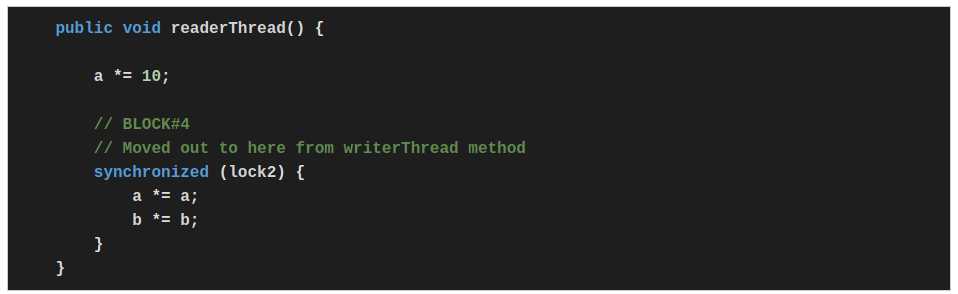 public void readerThread() {
a *= 10;
// BLOCK#4
// Moved out to here from writerThread method
synchronized (lock2) {
a *= a;
b *= b;
}
}